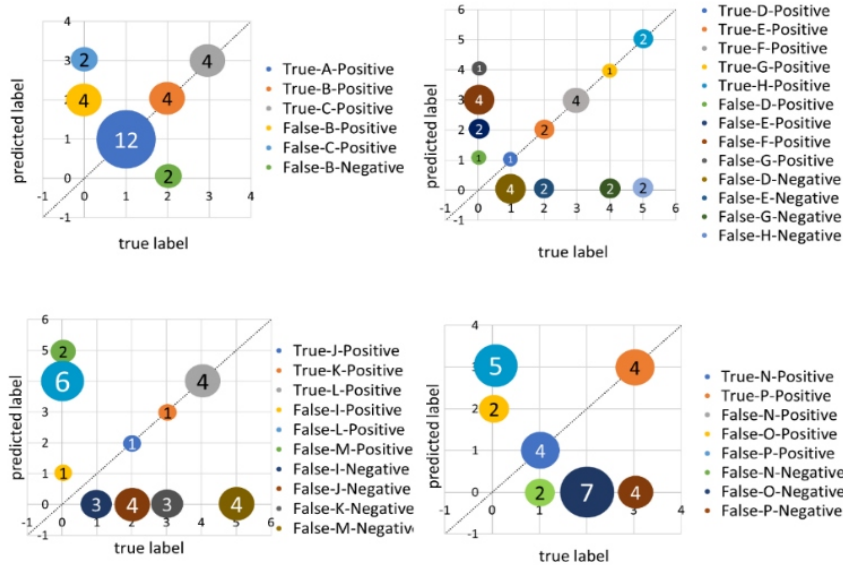 predicted label
4
3
2
1
0
-1
-1 0 1 2 3 4
true label
2
4
4
4
12
2
True-A-Positive
True-B-Positive
True-C-Positive
False-B-Positive
False-C-Positive
False-B-Negative
predicted label
6
5
4
3
2
1
0
-1
-1 0 1 2 3 4 5 6
true label
2
1
1
4
4
2
2
1
1
4
2
2
2
True-D-Positive
True-E-Positive
True-F-Positive
True-G-Positive
True-H-Positive
False-D-Positive
False-E-Positive
False-F-Positive
False-G-Positive
False-D-Negative
False-E-Negative
False-G-Negative
False-H-Negative
predicted label
6
5
4
3
2
1
0
-1
-1 0 1 2 3 4 5 6
true label
2
6
4
1
1
1
3
4
3
4
True-J-Positive
True-K-Positive
True-L-Positive
False-I-Positive
False-L-Positive
False-M-Positive
False-I-Negative
False-J-Negative
False-K-Negative
False-M-Negative
predicted label
4
3
2
1
0
-1
-1 0 1 2 3 4
true label
5
4
2
4
2
7
4
True-N-Positive
True-P-Positive
False-N-Positive
False-O-Positive
False-P-Positive
False-N-Negative
False-O-Negative
False-P-Negative